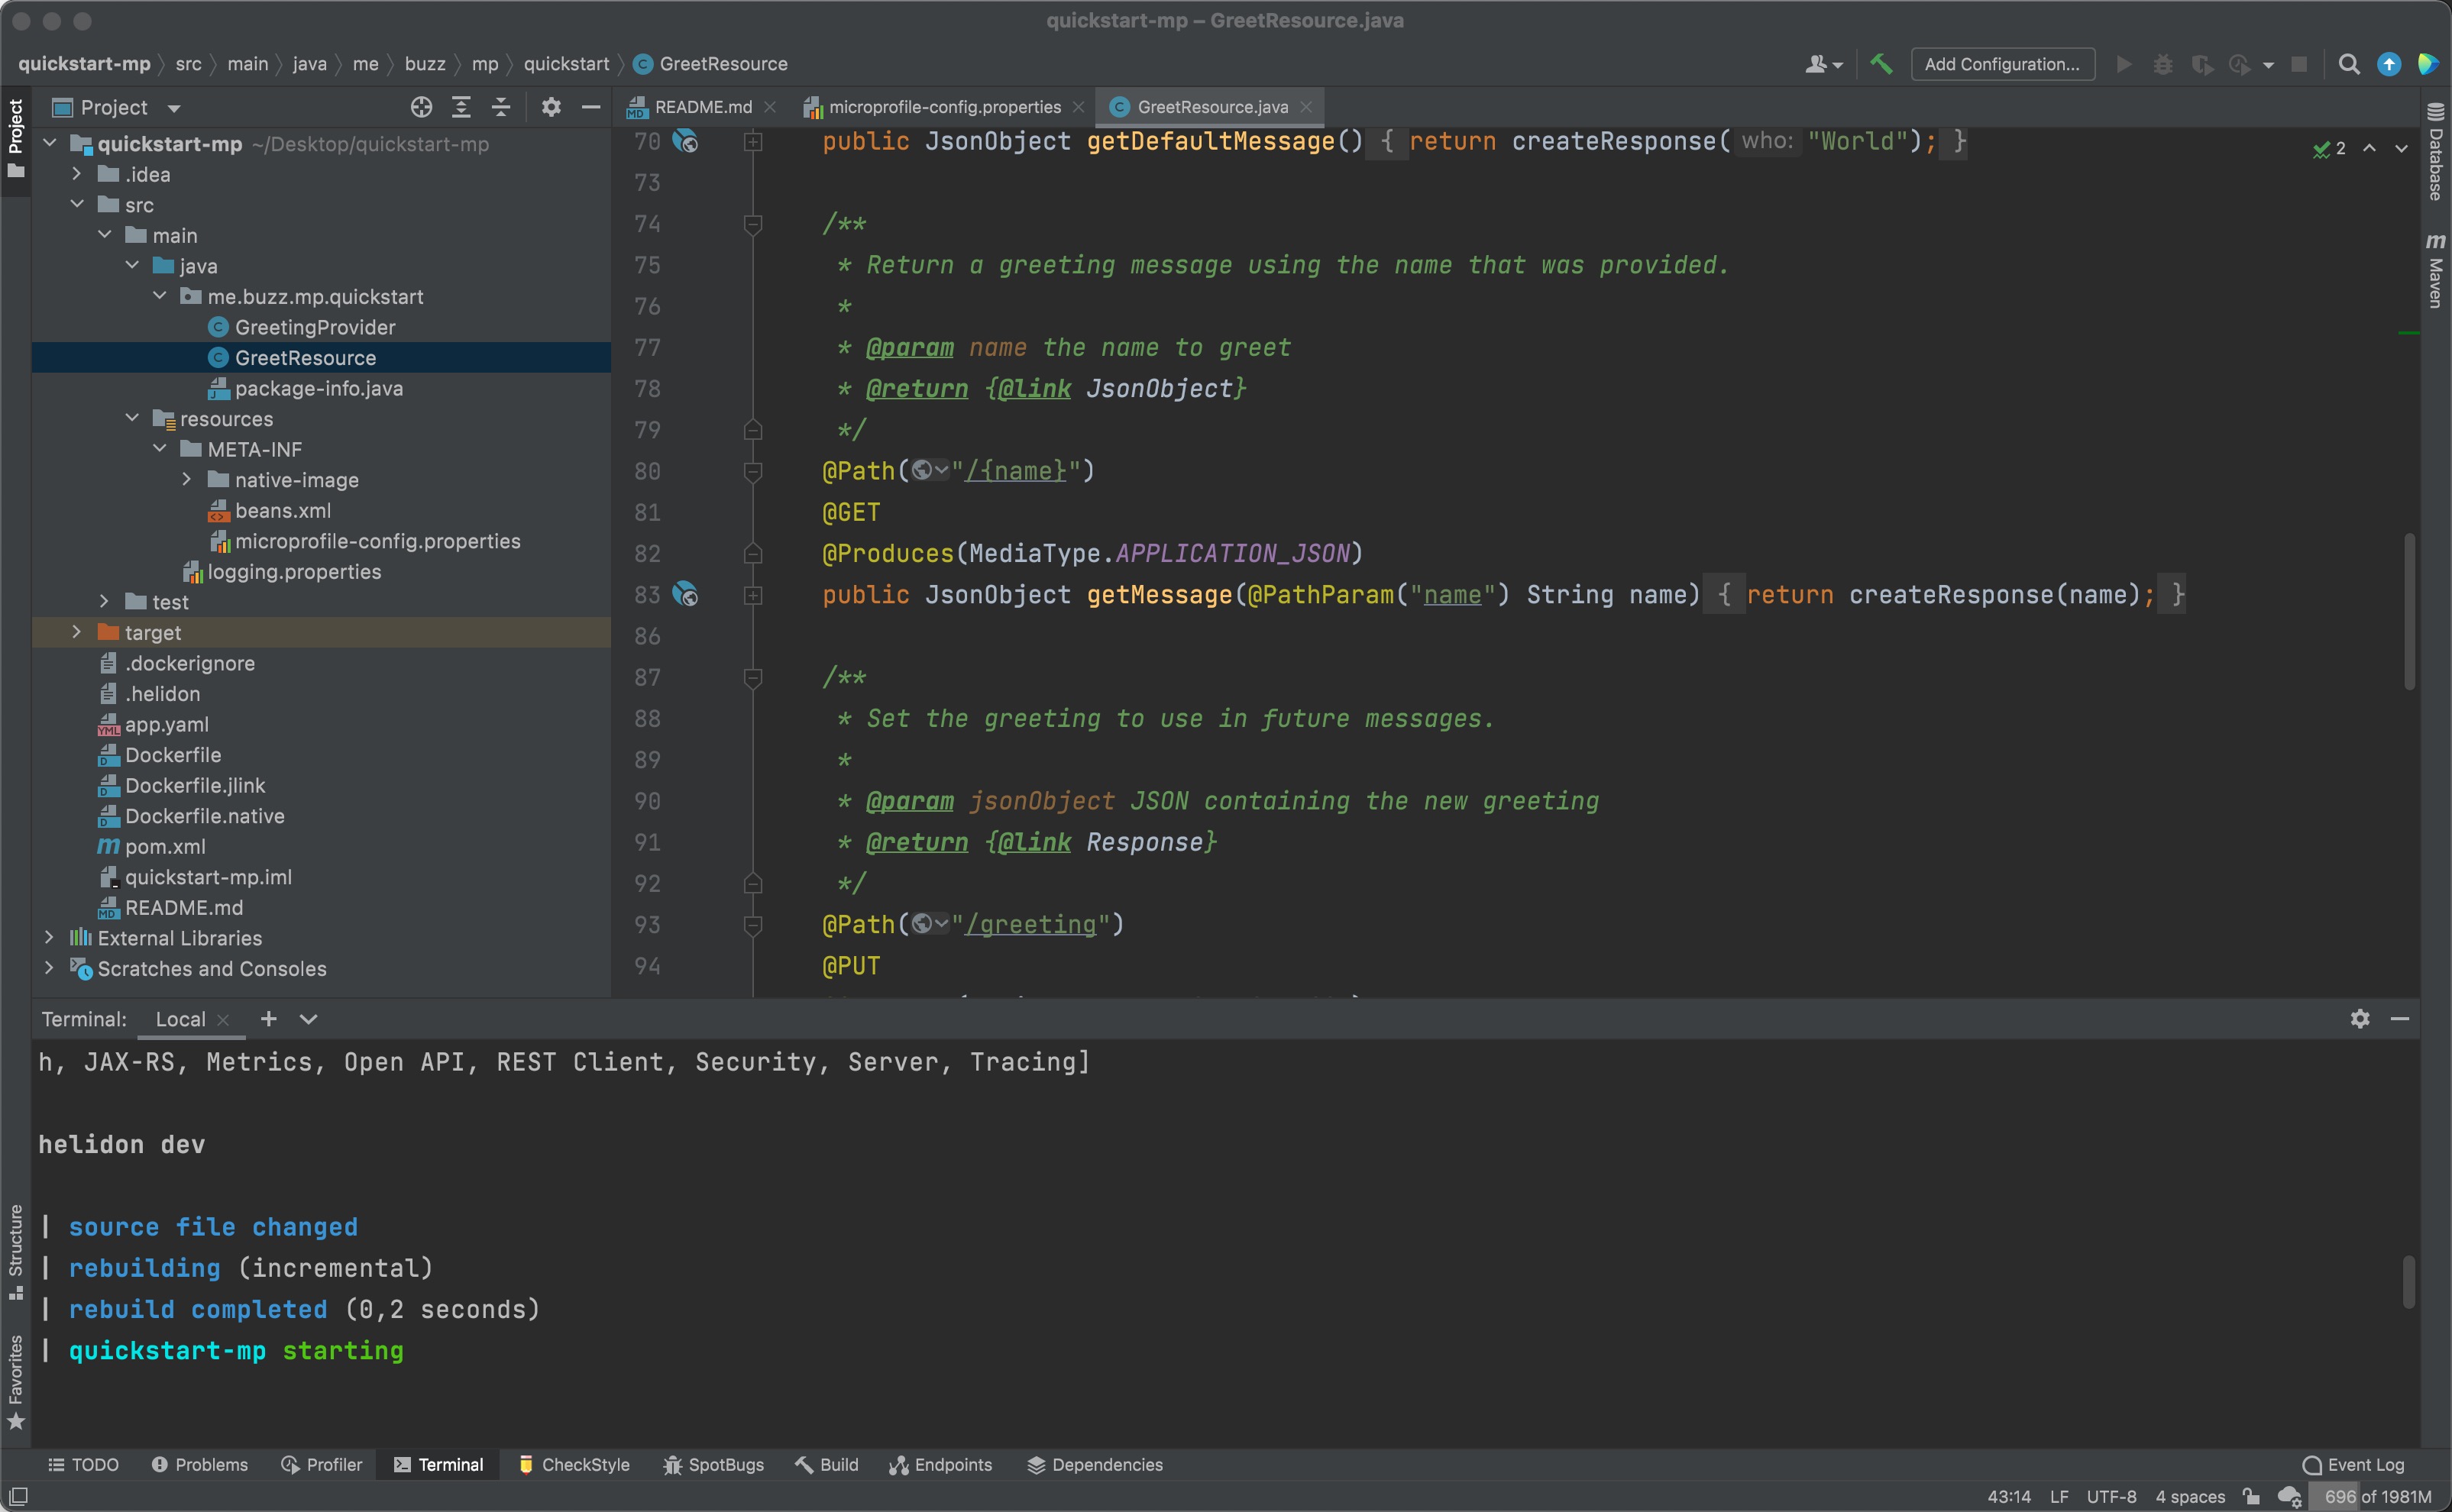 quickstart-mp – GreetResource.java
quickstart-mp src main java me buzz mp quickstart GreetResource
Add Configuration...
Project
Project
quickstart-mp ~/Desktop/quickstart-mp
.idea
src
main
java
me.buzz.mp.quickstart
GreetingProvider
GreetResource
package-info.java
resources
META-INF
native-image
beans.xml
microprofile-config.properties
logging.properties
test
target
.dockerignore
.helidon
app.yaml
Dockerfile
Dockerfile.jlink
Dockerfile.native
pom.xml
quickstart-mp.iml
README.md
External Libraries
Scratches and Consoles
README.md microprofile-config.properties GreetResource.java
70 public JsonObject getDefaultMessage() { return createResponse( who: "World"); }
2
73
74 /**
75 * Return a greeting message using the name that was provided.
76 *
77 * @param name the name to greet
78 * @return {@link JsonObject}
79 */
80 @Path("/{name}")
81 @GET
82 @Produces(MediaType.APPLICATION_JSON)
83 public JsonObject getMessage(@PathParam("name") String name) { return createResponse(name); }
86
87 /**
88 * Set the greeting to use in future messages.
89 *
90 * @param jsonObject JSON containing the new greeting
91 * @return {@link Response}
92 */
93 @Path("/greeting")
94 @PUT
Database
Maven
Structure
Favorites
Terminal: Local
h, JAX-RS, Metrics, Open API, REST Client, Security, Server, Tracing]
helidon dev
| source file changed
| rebuilding (incremental)
| rebuild completed (0,2 seconds)
| quickstart-mp starting
TODO Problems Profiler Terminal CheckStyle SpotBugs Build Endpoints Dependencies Event Log
43:14 LF UTF-8 4 spaces 696 of 1981M